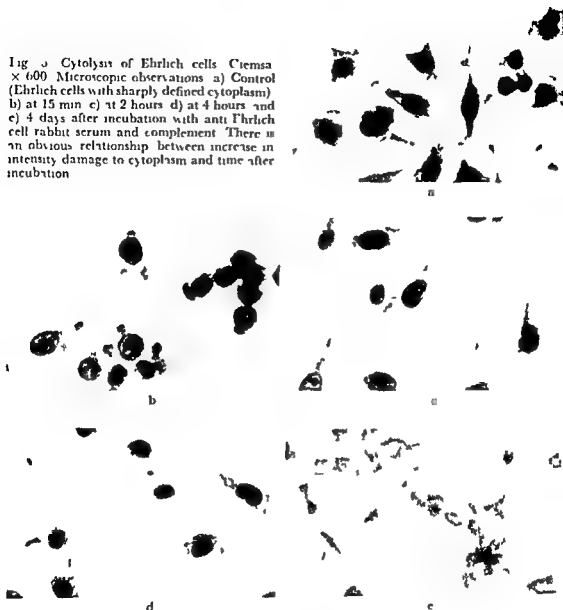 Fig 3 Cytolysis of Ehrlich cells Giemsa
× 600 Microscopic observations a) Control
(Ehrlich cells with sharply defined cytoplasm)
b) at 15 min c) at 2 hours d) at 4 hours and
e) 4 days after incubation with anti Ehrlich
cell rabbit serum and complement There is
an obvious relationship between increase in
intensity damage to cytoplasm and time after
incubation
a
b
c
d
e